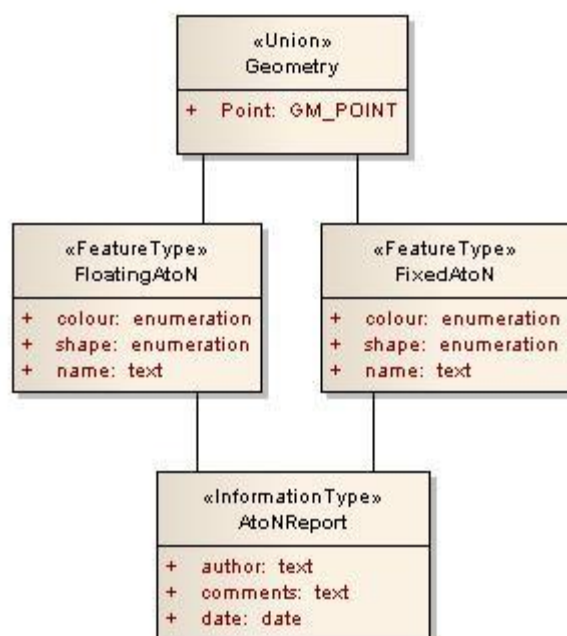 «Union»
Geometry
+ Point: GM_POINT
«FeatureType»
FloatingAtoN
+ colour: enumeration
+ shape: enumeration
+ name: text
«FeatureType»
FixedAtoN
+ colour: enumeration
+ shape: enumeration
+ name: text
«InformationType»
AtoNReport
+ author: text
+ comments: text
+ date: date